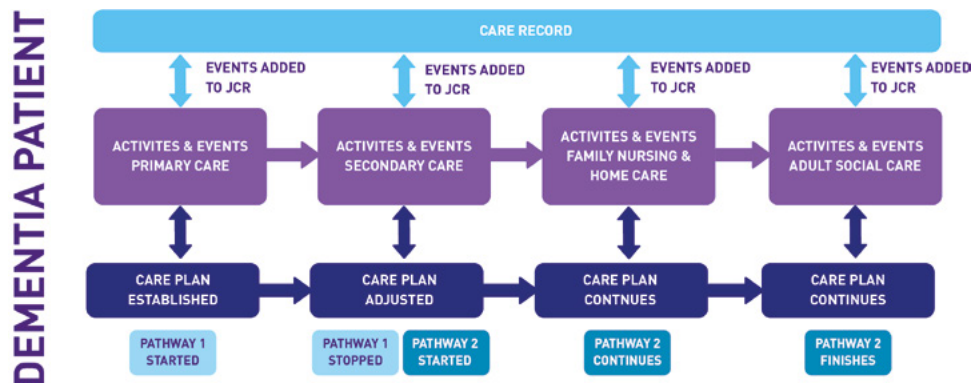 DEMENTIA PATIENT
CARE RECORD
EVENTS ADDED
TO JCR
EVENTS ADDED
TO JCR
EVENTS ADDED
TO JCR
EVENTS ADDED
TO JCR
ACTIVITES & EVENTS
PRIMARY CARE
ACTIVITES & EVENTS
SECONDARY CARE
ACTIVITES & EVENTS
FAMILY NURSING &
HOME CARE
ACTIVITES & EVENTS
ADULT SOCIAL CARE
CARE PLAN
ESTABLISHED
CARE PLAN
ADJUSTED
CARE PLAN
CONTNUES
CARE PLAN
CONTINUES
PATHWAY 1
STARTED
PATHWAY 1
STOPPED
PATHWAY 2
STARTED
PATHWAY 2
CONTINUES
PATHWAY 2
FINISHES